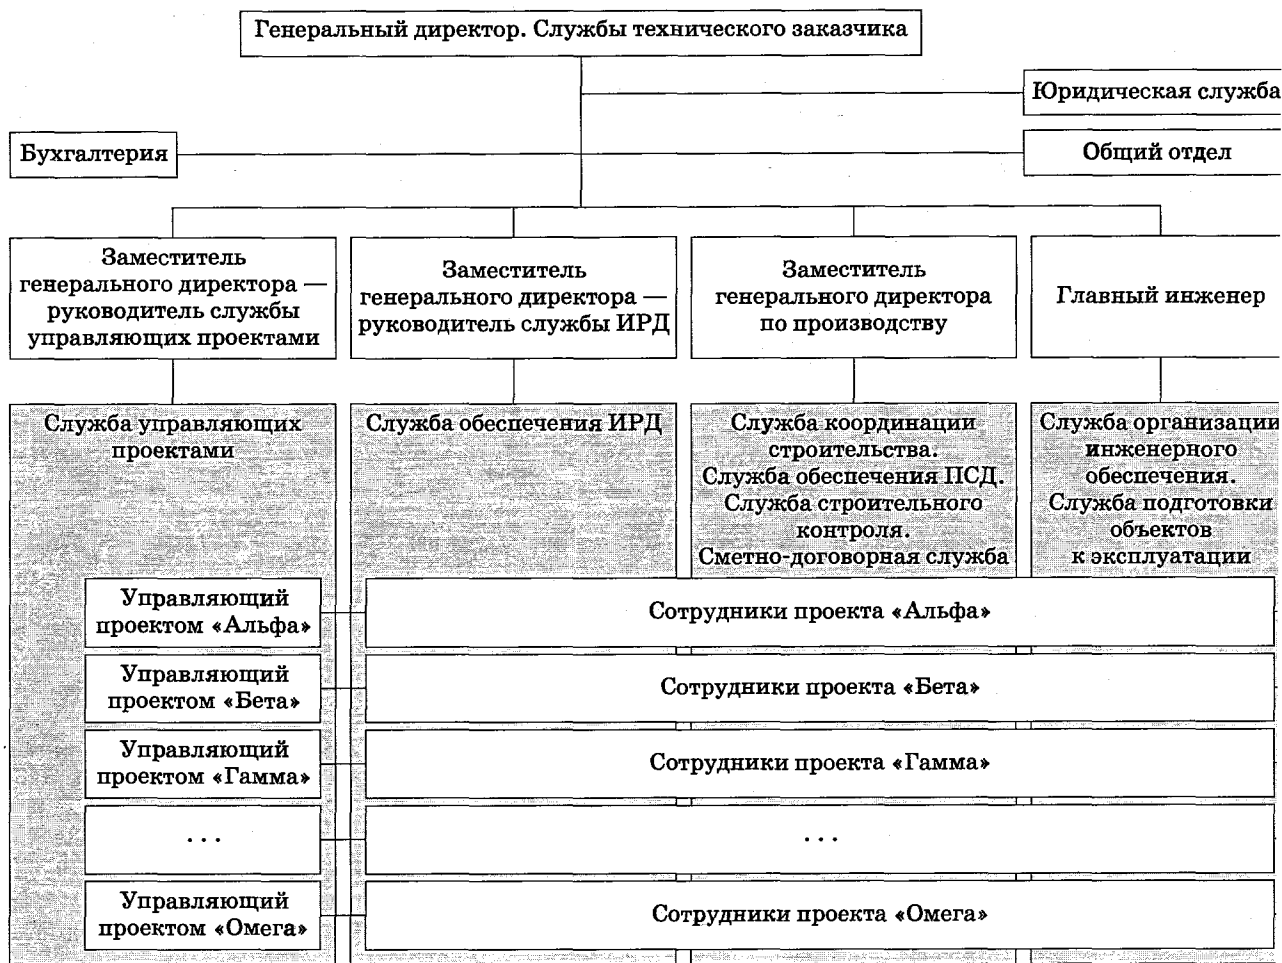 Генеральный директор. Службы технического заказчика
Юридическая служба
Бухгалтерия
Общий отдел
Заместитель
генерального директора —
руководитель службы
управляющих проектами
Заместитель
генерального директора —
руководитель службы ИРД
Заместитель
генерального директора
по производству
Главный инженер
Служба управляющих
проектами
Служба обеспечения ИРД
Служба координации
строительства.
Служба обеспечения ПСД.
Служба строительного
контроля.
Сметно-договорная служба
Служба организации
инженерного
обеспечения.
Служба подготовки
объектов
к эксплуатации
Управляющий
проектом «Альфа»
Сотрудники проекта «Альфа»
Управляющий
проектом «Бета»
Сотрудники проекта «Бета»
Управляющий
проектом «Гамма»
Сотрудники проекта «Гамма»
...
...
Управляющий
проектом «Омега»
Сотрудники проекта «Омега»